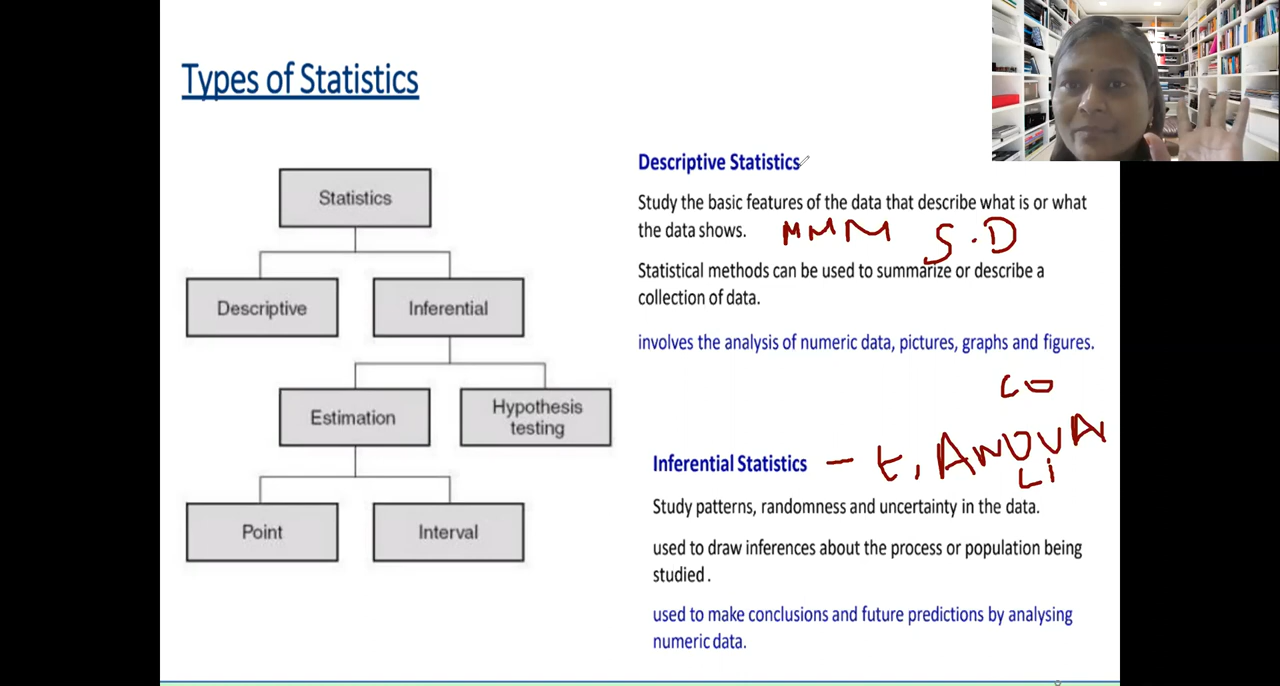 Types of Statistics
Statistics
Descriptive
Inferential
Estimation
Hypothesis
testing
Point
Interval
Descriptive Statistics
Study the basic features of the data that describe what is or what
the data shows.
MMM S.D
Statistical methods can be used to summarize or describe a
collection of data.
involves the analysis of numeric data, pictures, graphs and figures.
CO
Inferential Statistics – t, ANOVA
Li
Study patterns, randomness and uncertainty in the data.
used to draw inferences about the process or population being
studied .
used to make conclusions and future predictions by analysing
numeric data.